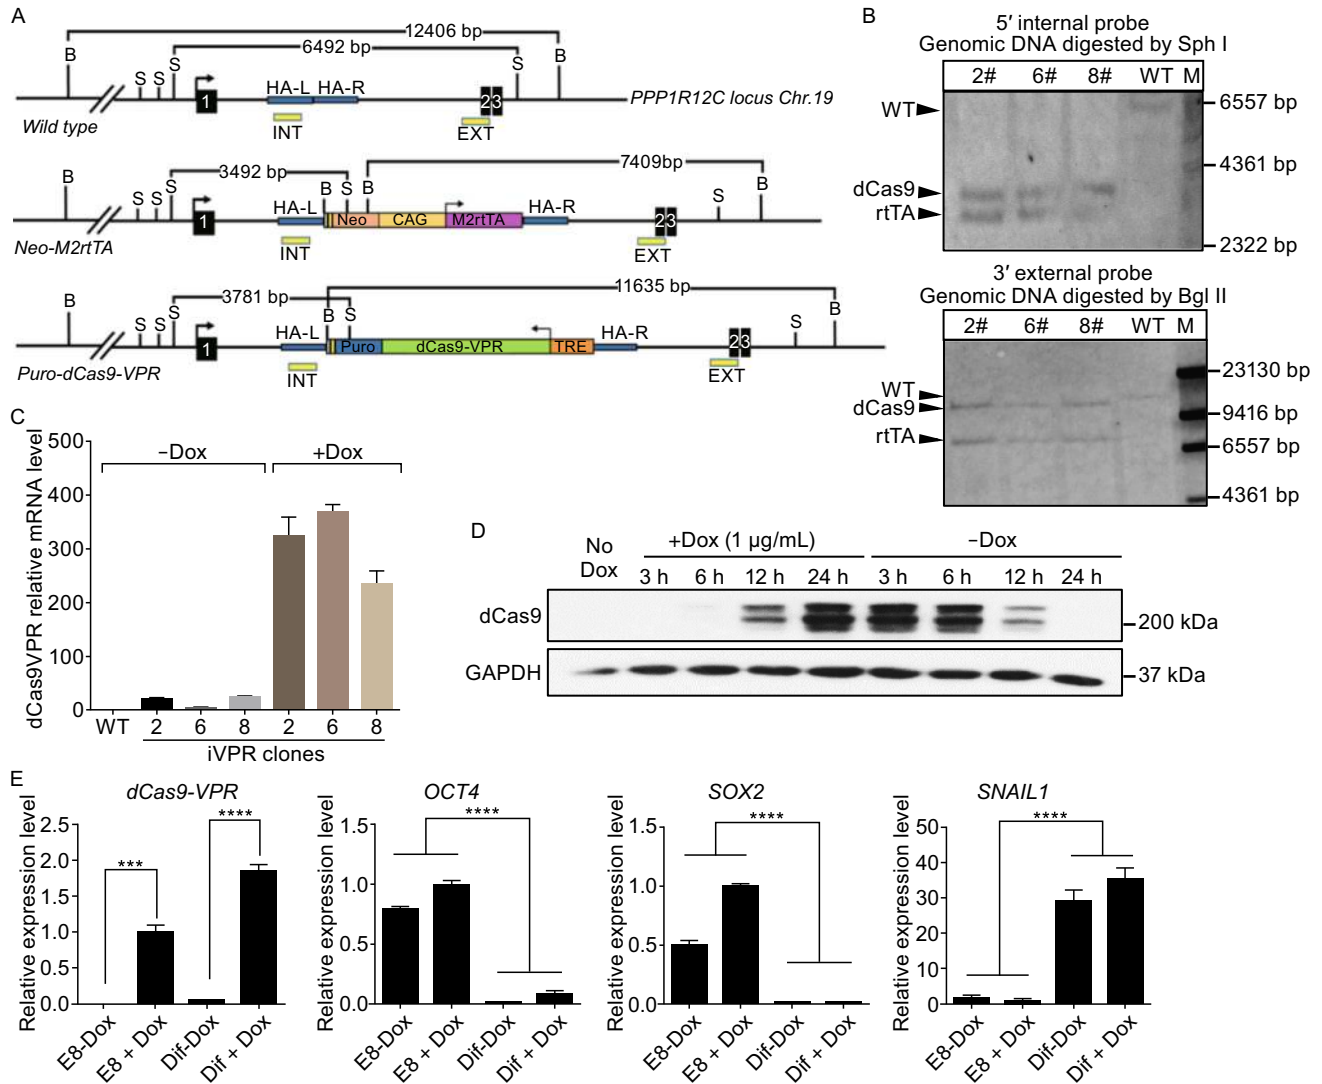 A
12406 bp
6492 bp
B
S
S
S
S
B
HA-L
HA-R
1
23
PPP1R12C locus Chr.19
Wild type
INT
EXT
3492 bp
7409bp
B
S
S
S
B
S
B
S
B
HA-L
Neo
CAG
M2rtTA
HA-R
1
23
Neo-M2rtTA
INT
EXT
3781 bp
11635 bp
B
S
S
S
B
S
S
B
HA-L
HA-R
1
Puro
dCas9-VPR
TRE
23
Puro-dCas9-VPR
INT
EXT
B
5′ internal probe
Genomic DNA digested by Sph I
2# 6# 8# WT M
WT
dCas9
rtTA
6557 bp
4361 bp
2322 bp
3′ external probe
Genomic DNA digested by Bgl II
2# 6# 8# WT M
WT
dCas9
rtTA
23130 bp
9416 bp
6557 bp
4361 bp
C
dCas9VPR relative mRNA level
500
400
300
200
100
0
−Dox
+Dox
WT 2 6 8 2 6 8
iVPR clones
D
No Dox
+Dox (1 µg/mL)
−Dox
3 h 6 h 12 h 24 h 3 h 6 h 12 h 24 h
dCas9
200 kDa
GAPDH
37 kDa
E
dCas9-VPR
Relative expression level
2.5
2.0
1.5
1.0
0.5
0.0
***
****
E8-Dox
E8 + Dox
Dif-Dox
Dif + Dox
OCT4
Relative expression level
1.5
1.0
0.5
0.0
****
E8-Dox
E8 + Dox
Dif-Dox
Dif + Dox
SOX2
Relative expression level
1.5
1.0
0.5
0.0
****
E8-Dox
E8 + Dox
Dif-Dox
Dif + Dox
SNAIL1
Relative expression level
50
40
30
20
10
0
****
E8-Dox
E8 + Dox
Dif-Dox
Dif + Dox